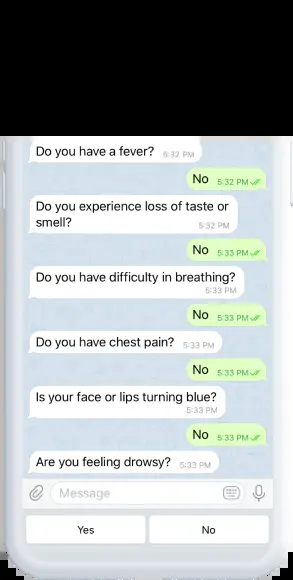 Do you have a fever? 5:32 PM
No 5:32 PM
Do you experience loss of taste or
smell? 5:32 PM
No 5:33 PM
Do you have difficulty in breathing?
5:33 PM
No 5:33 PM
Do you have chest pain? 5:33 PM
No 5:33 PM
Is your face or lips turning blue?
5:33 PM
No 5:33 PM
Are you feeling drowsy? 5:33 PM
Message
Yes No